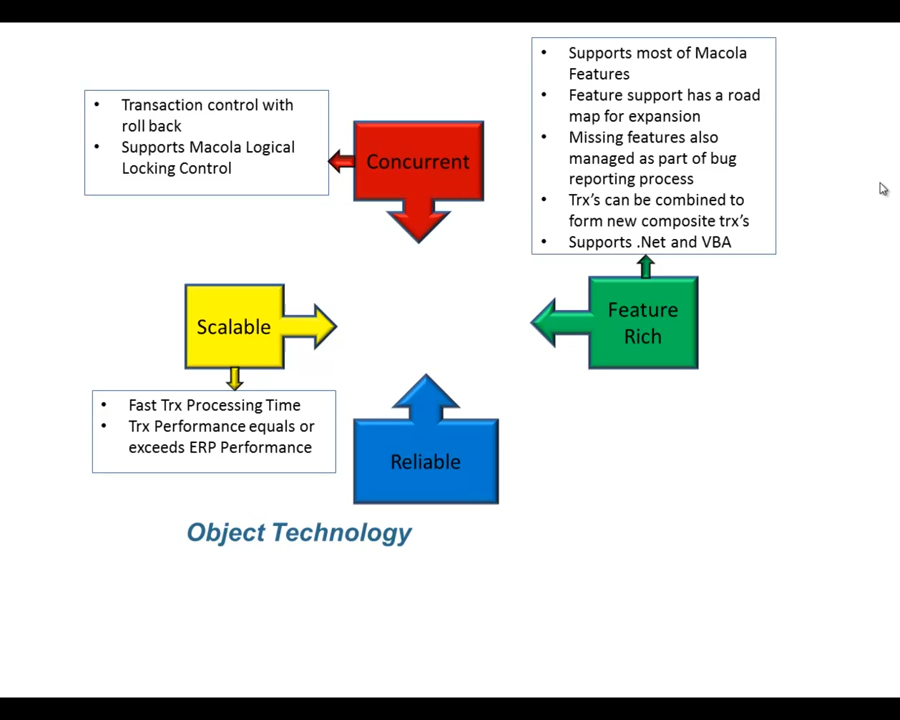 • Transaction control with
roll back
• Supports Macola Logical
Locking Control
Concurrent
• Supports most of Macola
Features
• Feature support has a road
map for expansion
• Missing features also
managed as part of bug
reporting process
• Trx's can be combined to
form new composite trx's
• Supports .Net and VBA
Scalable
Feature
Rich
• Fast Trx Processing Time
• Trx Performance equals or
exceeds ERP Performance
Reliable
Object Technology